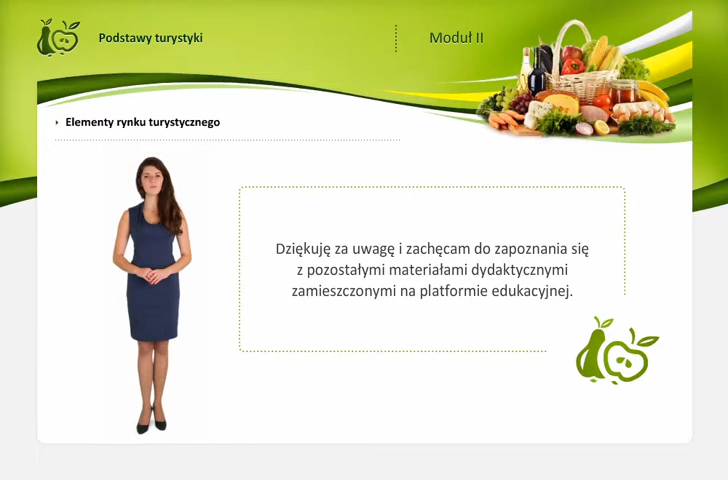 Podstawy turystyki
Moduł II
Elementy rynku turystycznego
Dziękuję za uwagę i zachęcam do zapoznania się
z pozostałymi materiałami dydaktycznymi
zamieszczonymi na platformie edukacyjnej.